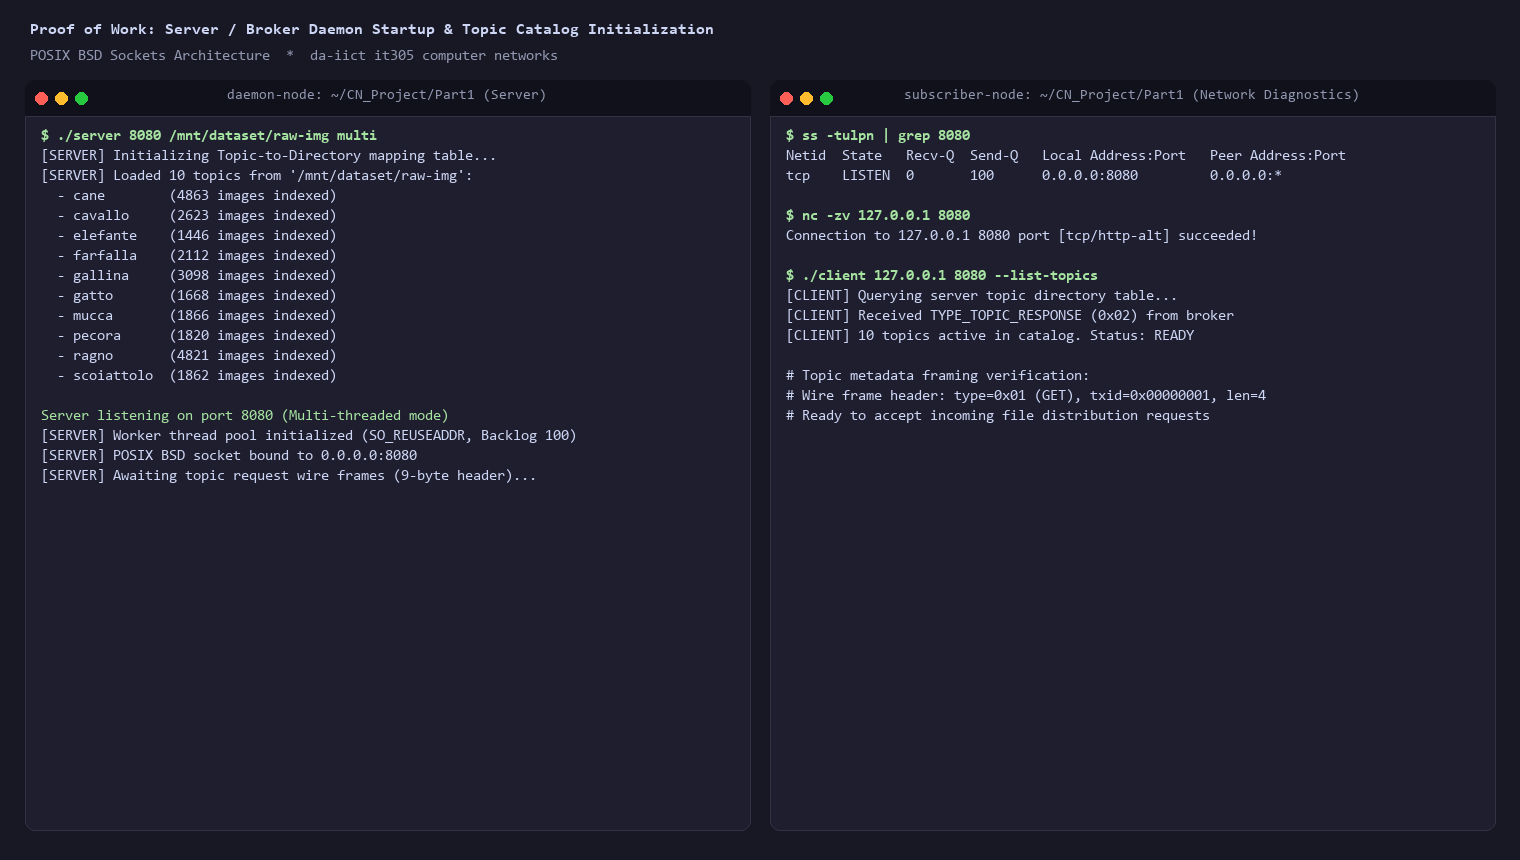 Proof of Work: Server / Broker Daemon Startup & Topic Catalog Initialization
POSIX BSD Sockets Architecture * da-iict it305 computer networks
daemon-node: ~/CN_Project/Part1 (Server)
$ ./server 8080 /mnt/dataset/raw-img multi
[SERVER] Initializing Topic-to-Directory mapping table...
[SERVER] Loaded 10 topics from '/mnt/dataset/raw-img':
- cane (4863 images indexed)
- cavallo (2623 images indexed)
- elefante (1446 images indexed)
- farfalla (2112 images indexed)
- gallina (3098 images indexed)
- gatto (1668 images indexed)
- mucca (1866 images indexed)
- pecora (1820 images indexed)
- ragno (4821 images indexed)
- scoiattolo (1862 images indexed)
Server listening on port 8080 (Multi-threaded mode)
[SERVER] Worker thread pool initialized (SO_REUSEADDR, Backlog 100)
[SERVER] POSIX BSD socket bound to 0.0.0.0:8080
[SERVER] Awaiting topic request wire frames (9-byte header)...
subscriber-node: ~/CN_Project/Part1 (Network Diagnostics)
$ ss -tulpn | grep 8080
Netid State Recv-Q Send-Q Local Address:Port Peer Address:Port
tcp LISTEN 0 100 0.0.0.0:8080 0.0.0.0:*
$ nc -zv 127.0.0.1 8080
Connection to 127.0.0.1 8080 port [tcp/http-alt] succeeded!
$ ./client 127.0.0.1 8080 --list-topics
[CLIENT] Querying server topic directory table...
[CLIENT] Received TYPE_TOPIC_RESPONSE (0x02) from broker
[CLIENT] 10 topics active in catalog. Status: READY
# Topic metadata framing verification:
# Wire frame header: type=0x01 (GET), txid=0x00000001, len=4
# Ready to accept incoming file distribution requests